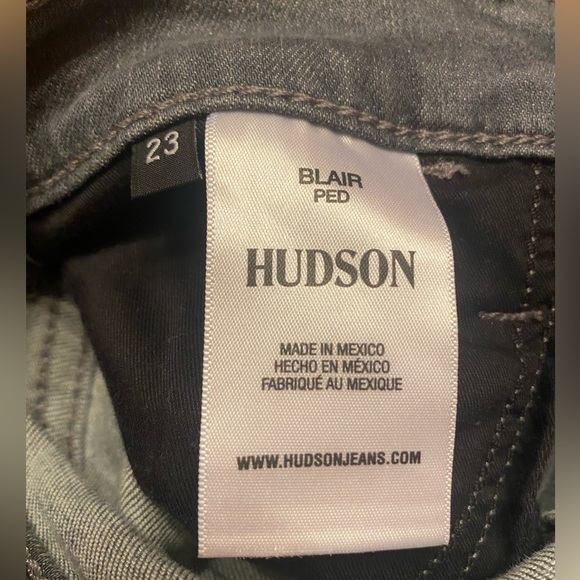 23
BLAIR
PED
HUDSON
MADE IN MEXICO
HECHO EN MÉXICO
FABRIQUÉ AU MEXIQUE
WWW.HUDSONJEANS.COM